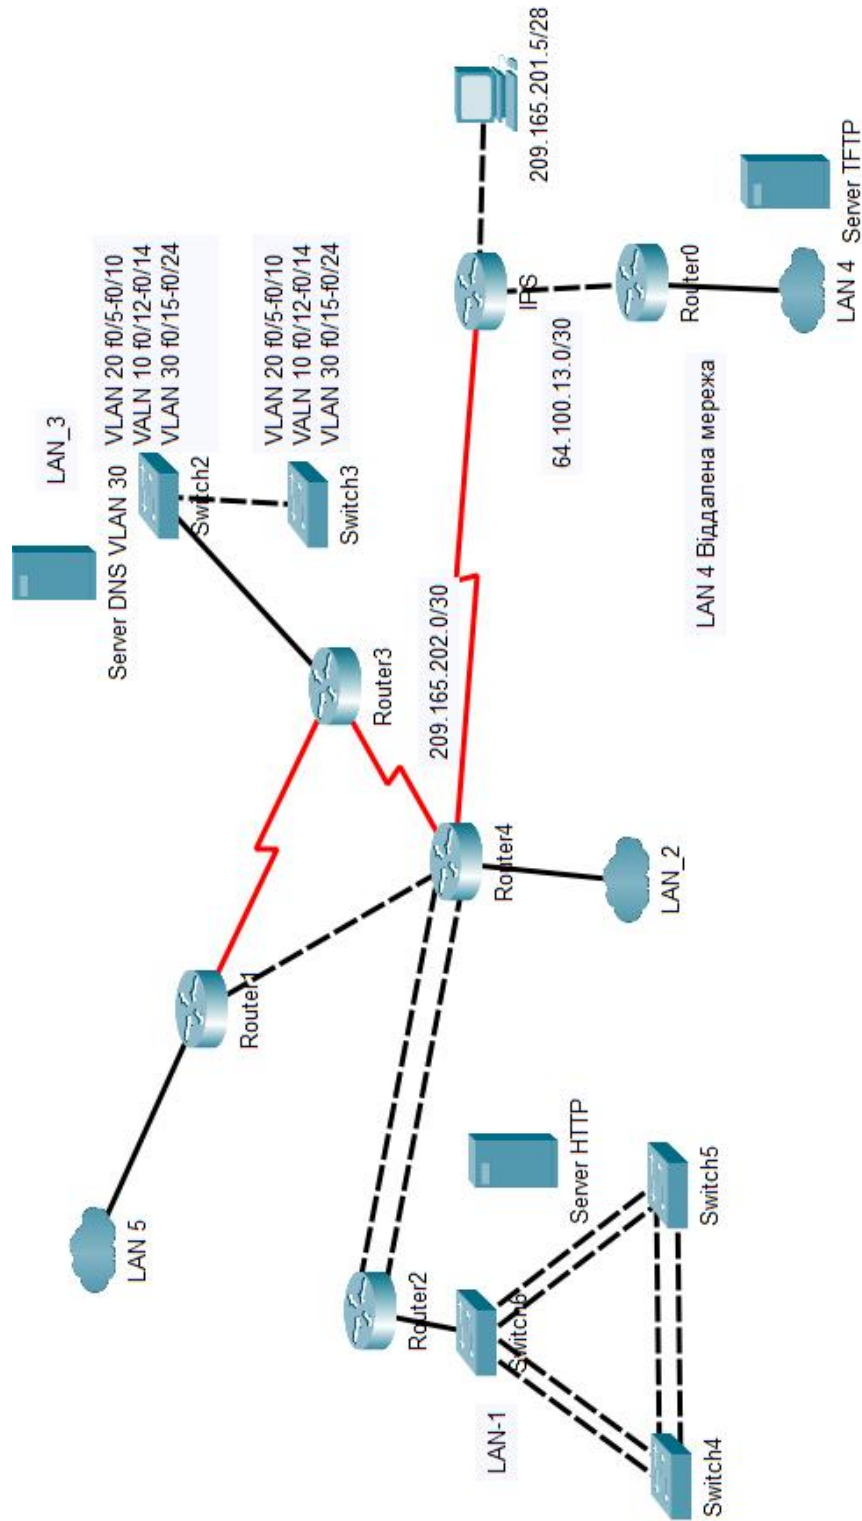 LAN 5
Router1
LAN_3
Server DNS VLAN 30
VLAN 20 f0/5-f0/10
VALN 10 f0/12-f0/14
VLAN 30 f0/15-f0/24
Switch2
VLAN 20 f0/5-f0/10
VALN 10 f0/12-f0/14
VLAN 30 f0/15-f0/24
Switch3
Router3
Router2
209.165.202.0/30
Router4
LAN_2
LAN-1
Switch6
Server HTTP
Switch4
Switch5
IPS
209.165.201.5/28
64.100.13.0/30
Router0
LAN 4 Віддалена мережа
LAN 4
Server TFTP